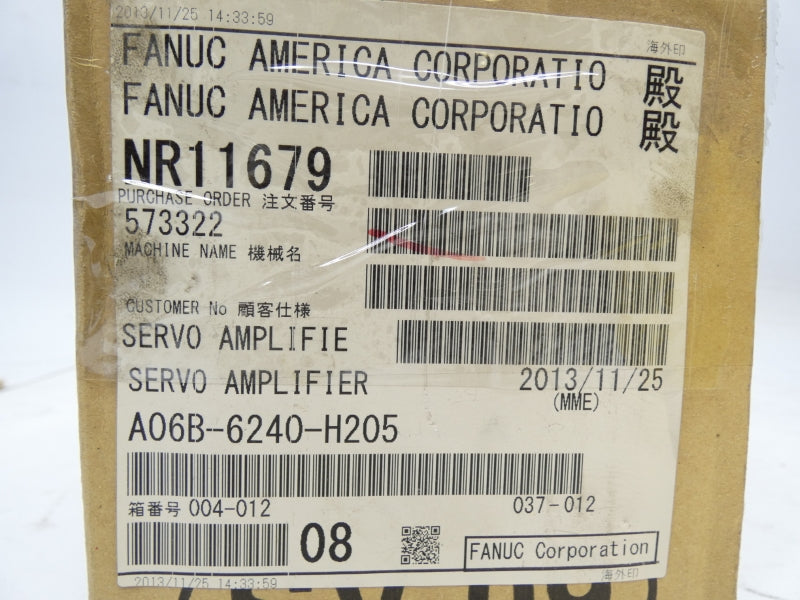 2013/11/25 14:33:59
海外印
FANUC AMERICA CORPORATIO 殿
FANUC AMERICA CORPORATIO 殿
NR11679
PURCHASE ORDER 注文番号
573322
MACHINE NAME 機械名
CUSTOMER No 顧客仕様
SERVO AMPLIFIE
SERVO AMPLIFIER 2013/11/25
(MME)
A06B-6240-H205
箱番号 004-012 037-012
08
FANUC Corporation
2013/11/25 14:33:59 海外印